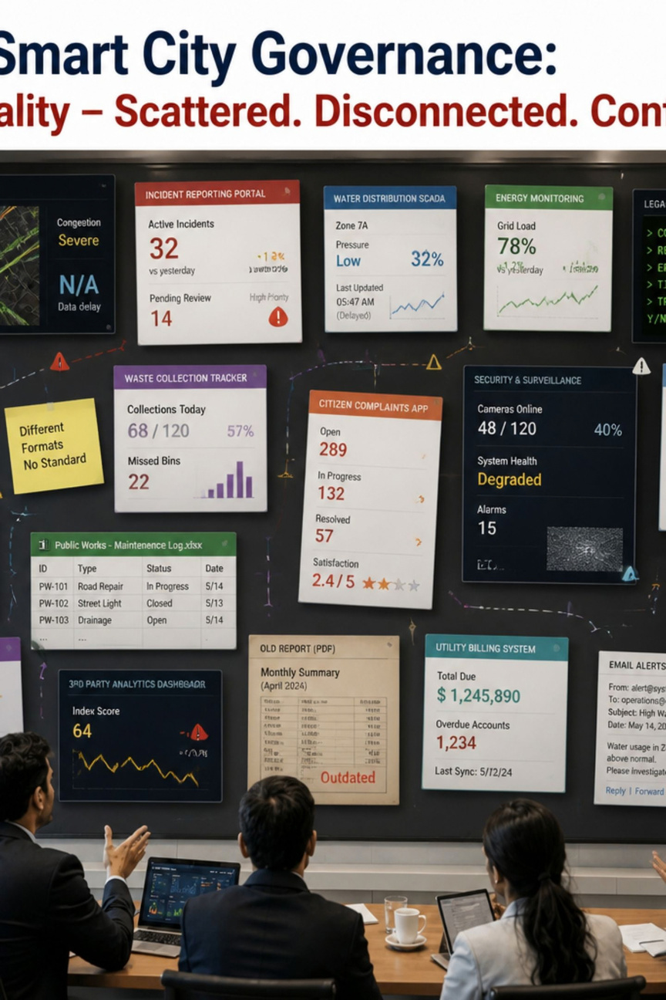 Smart City Governance:
ality – Scattered. Disconnected. Con
Congestion
Severe
N/A
Data delay
INCIDENT REPORTING PORTAL
Active Incidents
32
vs yesterday
Pending Review
High Priority
14
WATER DISTRIBUTION SCADA
Zone 7A
Pressure
Low
32%
Last Updated
05:47 AM
(Delayed)
ENERGY MONITORING
Grid Load
78%
LEGA
> CO
> RE
> ER
> TI
> TR
Y/N
Different
Formats
No Standard
WASTE COLLECTION TRACKER
Collections Today
68 / 120
57%
Missed Bins
22
CITIZEN COMPLAINTS APP
Open
289
In Progress
132
Resolved
57
Satisfaction
2.4 / 5
SECURITY & SURVEILLANCE
Cameras Online
48 / 120
40%
System Health
Degraded
Alarms
15
Public Works - Maintenence Log.xlsx
ID Type Status Date
PW-101 Road Repair In Progress 5/14
PW-102 Street Light Closed 5/13
PW-103 Drainage Open 5/14
... ...
3RD PARTY ANALYTICS DASHBOARD
Index Score
64
OLD REPORT (PDF)
Monthly Summary
(April 2024)
Outdated
UTILITY BILLING SYSTEM
Total Due
$ 1,245,890
Overdue Accounts
1,234
Last Sync: 5/12/24
EMAIL ALERTS
From: alert@sys
To: operations@
Subject: High Wa
Date: May 14, 20
Water usage in Z
above normal.
Please investigate
Reply | Forward